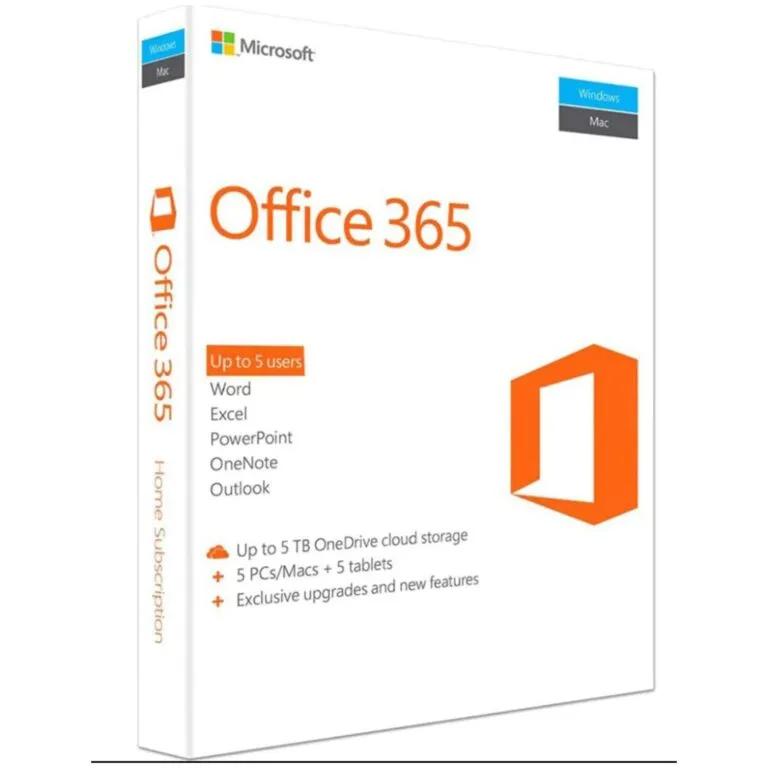 Windows
Mac
Office 365
Home Subscription
Microsoft
Windows
Mac
Office 365
Up to 5 users
Word
Excel
PowerPoint
OneNote
Outlook
Up to 5 TB OneDrive cloud storage
+ 5 PCs/Macs + 5 tablets
+ Exclusive upgrades and new features